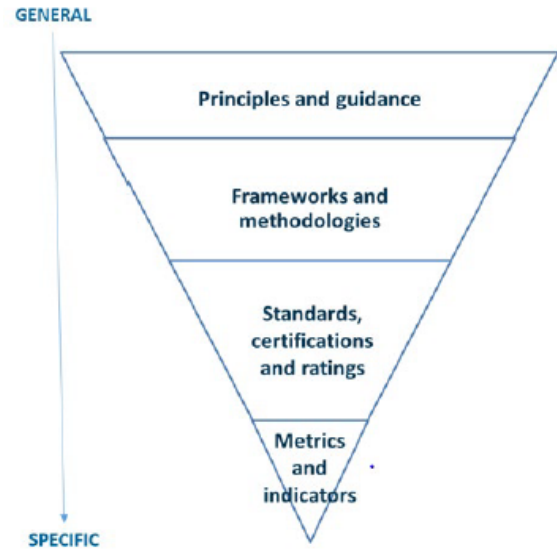 GENERAL
Principles and guidance
Frameworks and
methodologies
Standards,
certifications
and ratings
Metrics
and
indicators
SPECIFIC